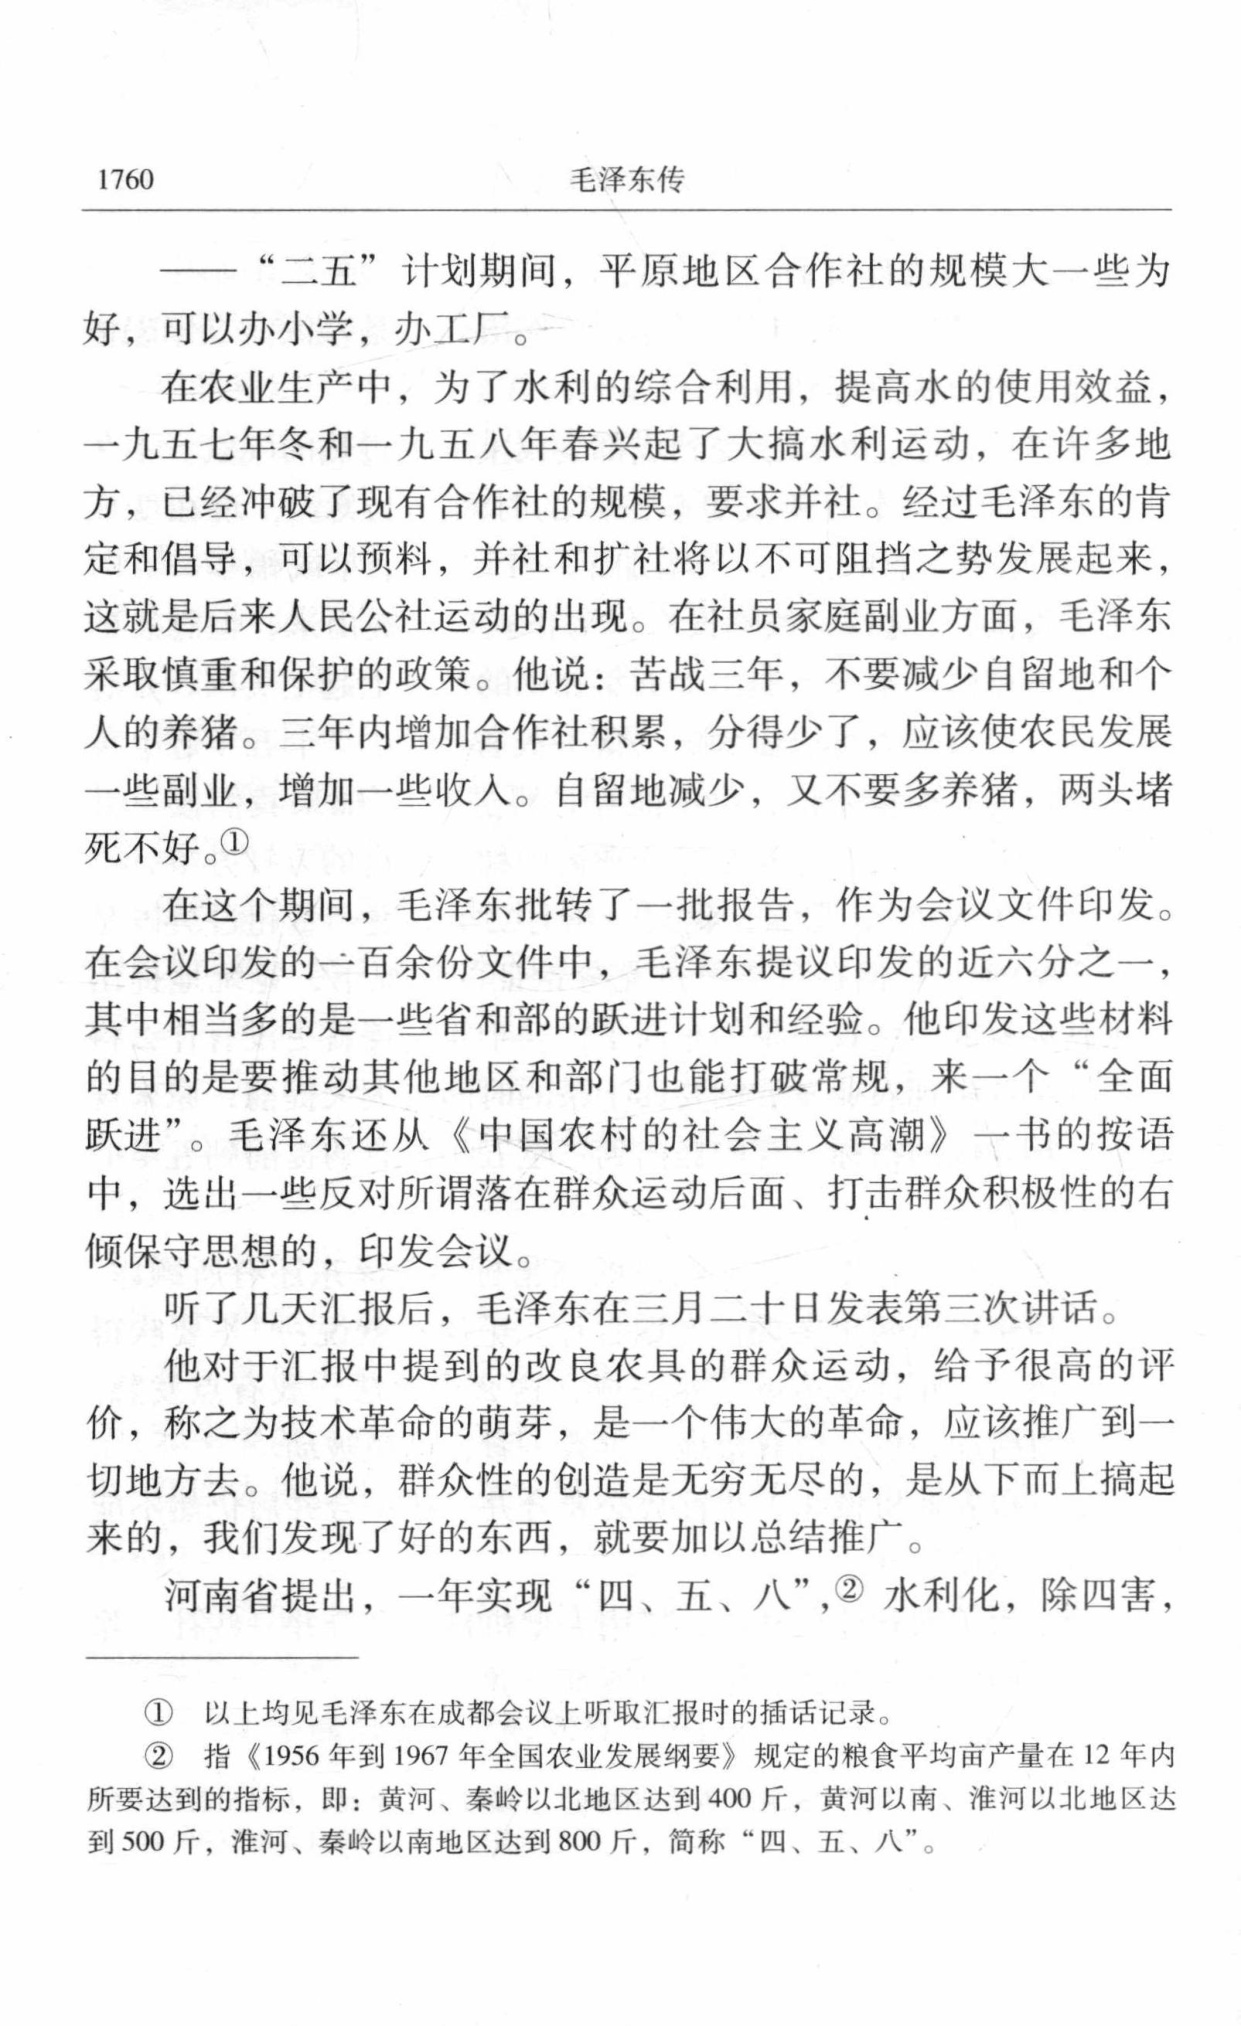 1760 毛泽东传
——“二五”计划期间，平原地区合作社的规模大一些为
好，可以办小学，办工厂。
在农业生产中，为了水利的综合利用，提高水的使用效益，
一九五七年冬和一九五八年春兴起了大搞水利运动，在许多地
方，已经冲破了现有合作社的规模，要求并社。经过毛泽东的肯
定和倡导，可以预料，并社和扩社将以不可阻挡之势发展起来，
这就是后来人民公社运动的出现。在社员家庭副业方面，毛泽东
采取慎重和保护的政策。他说：苦战三年，不要减少自留地和个
人的养猪。三年内增加合作社积累，分得少了，应该使农民发展
一些副业，增加一些收入。自留地减少，又不要多养猪，两头堵
死不好。①
在这个期间，毛泽东批转了一批报告，作为会议文件印发。
在会议印发的一百余份文件中，毛泽东提议印发的近六分之一，
其中相当多的是一些省和部的跃进计划和经验。他印发这些材料
的目的是要推动其他地区和部门也能打破常规，来一个“全面
跃进”。毛泽东还从《中国农村的社会主义高潮》一书的按语
中，选出一些反对所谓落在群众运动后面、打击群众积极性的右
倾保守思想的，印发会议。
听了几天汇报后，毛泽东在三月二十日发表第三次讲话。
他对于汇报中提到的改良农具的群众运动，给予很高的评
价，称之为技术革命的萌芽，是一个伟大的革命，应该推广到一
切地方去。他说，群众性的创造是无穷无尽的，是从下而上搞起
来的，我们发现了好的东西，就要加以总结推广。
河南省提出，一年实现“四、五、八”，② 水利化，除四害，
① 以上均见毛泽东在成都会议上听取汇报时的插话记录。
② 指《1956 年到 1967 年全国农业发展纲要》规定的粮食平均亩产量在 12 年内
所要达到的指标，即：黄河、秦岭以北地区达到 400 斤，黄河以南、淮河以北地区达
到 500 斤，淮河、秦岭以南地区达到 800 斤，简称“四、五、八”。